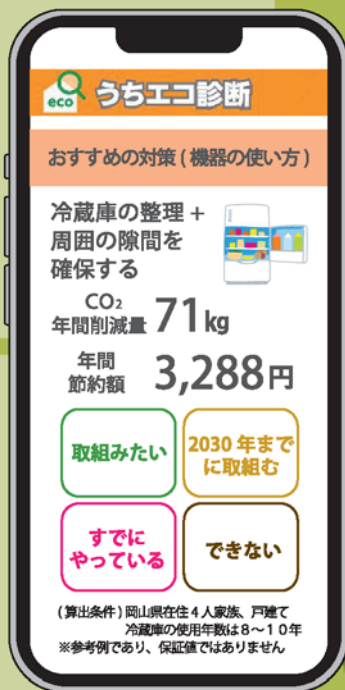 eco うちエコ診断
おすすめの対策(機器の使い方)
冷蔵庫の整理+
周囲の隙間を
確保する
CO₂
年間削減量 71kg
年間
節約額 3,288円
取組みたい
2030年まで
に取組む
すでに
やっている
できない
(算出条件)岡山県在住4人家族、戸建て
冷蔵庫の使用年数は8〜10年
※参考例であり、保証値ではありません